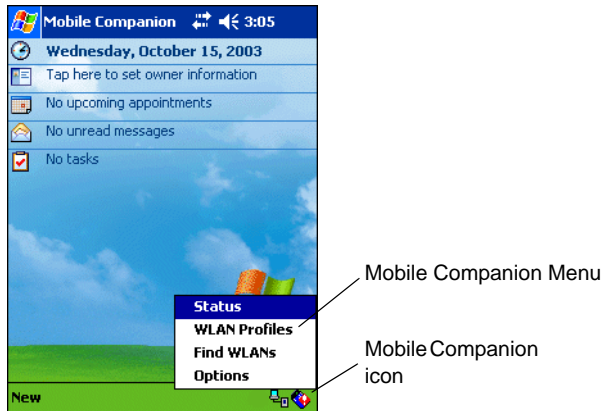 Mobile Companion 3:05
Wednesday, October 15, 2003
Tap here to set owner information
No upcoming appointments
No unread messages
No tasks
Mobile Companion Menu
Status
WLAN Profiles
Find WLANs
Options
Mobile Companion
icon
New